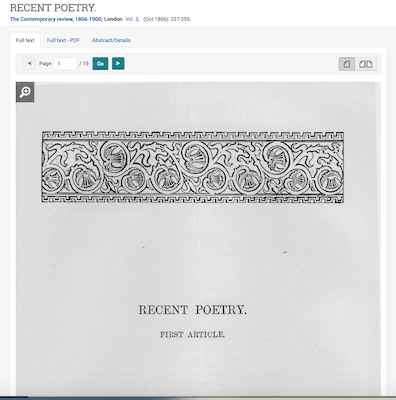 RECENT POETRY.
The Contemporary review, 1866-1900; London Vol. 3, (Oct 1866): 237-255.
Full text Full text - PDF Abstract/Details
Page 1 / 19 Go
RECENT POETRY.
FIRST ARTICLE.